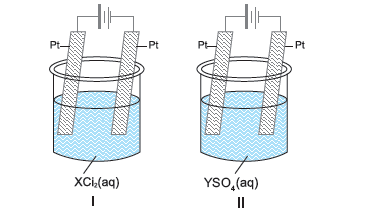 Pt Pt Pt Pt
XCl₂(aq) YSO₄(aq)
I II